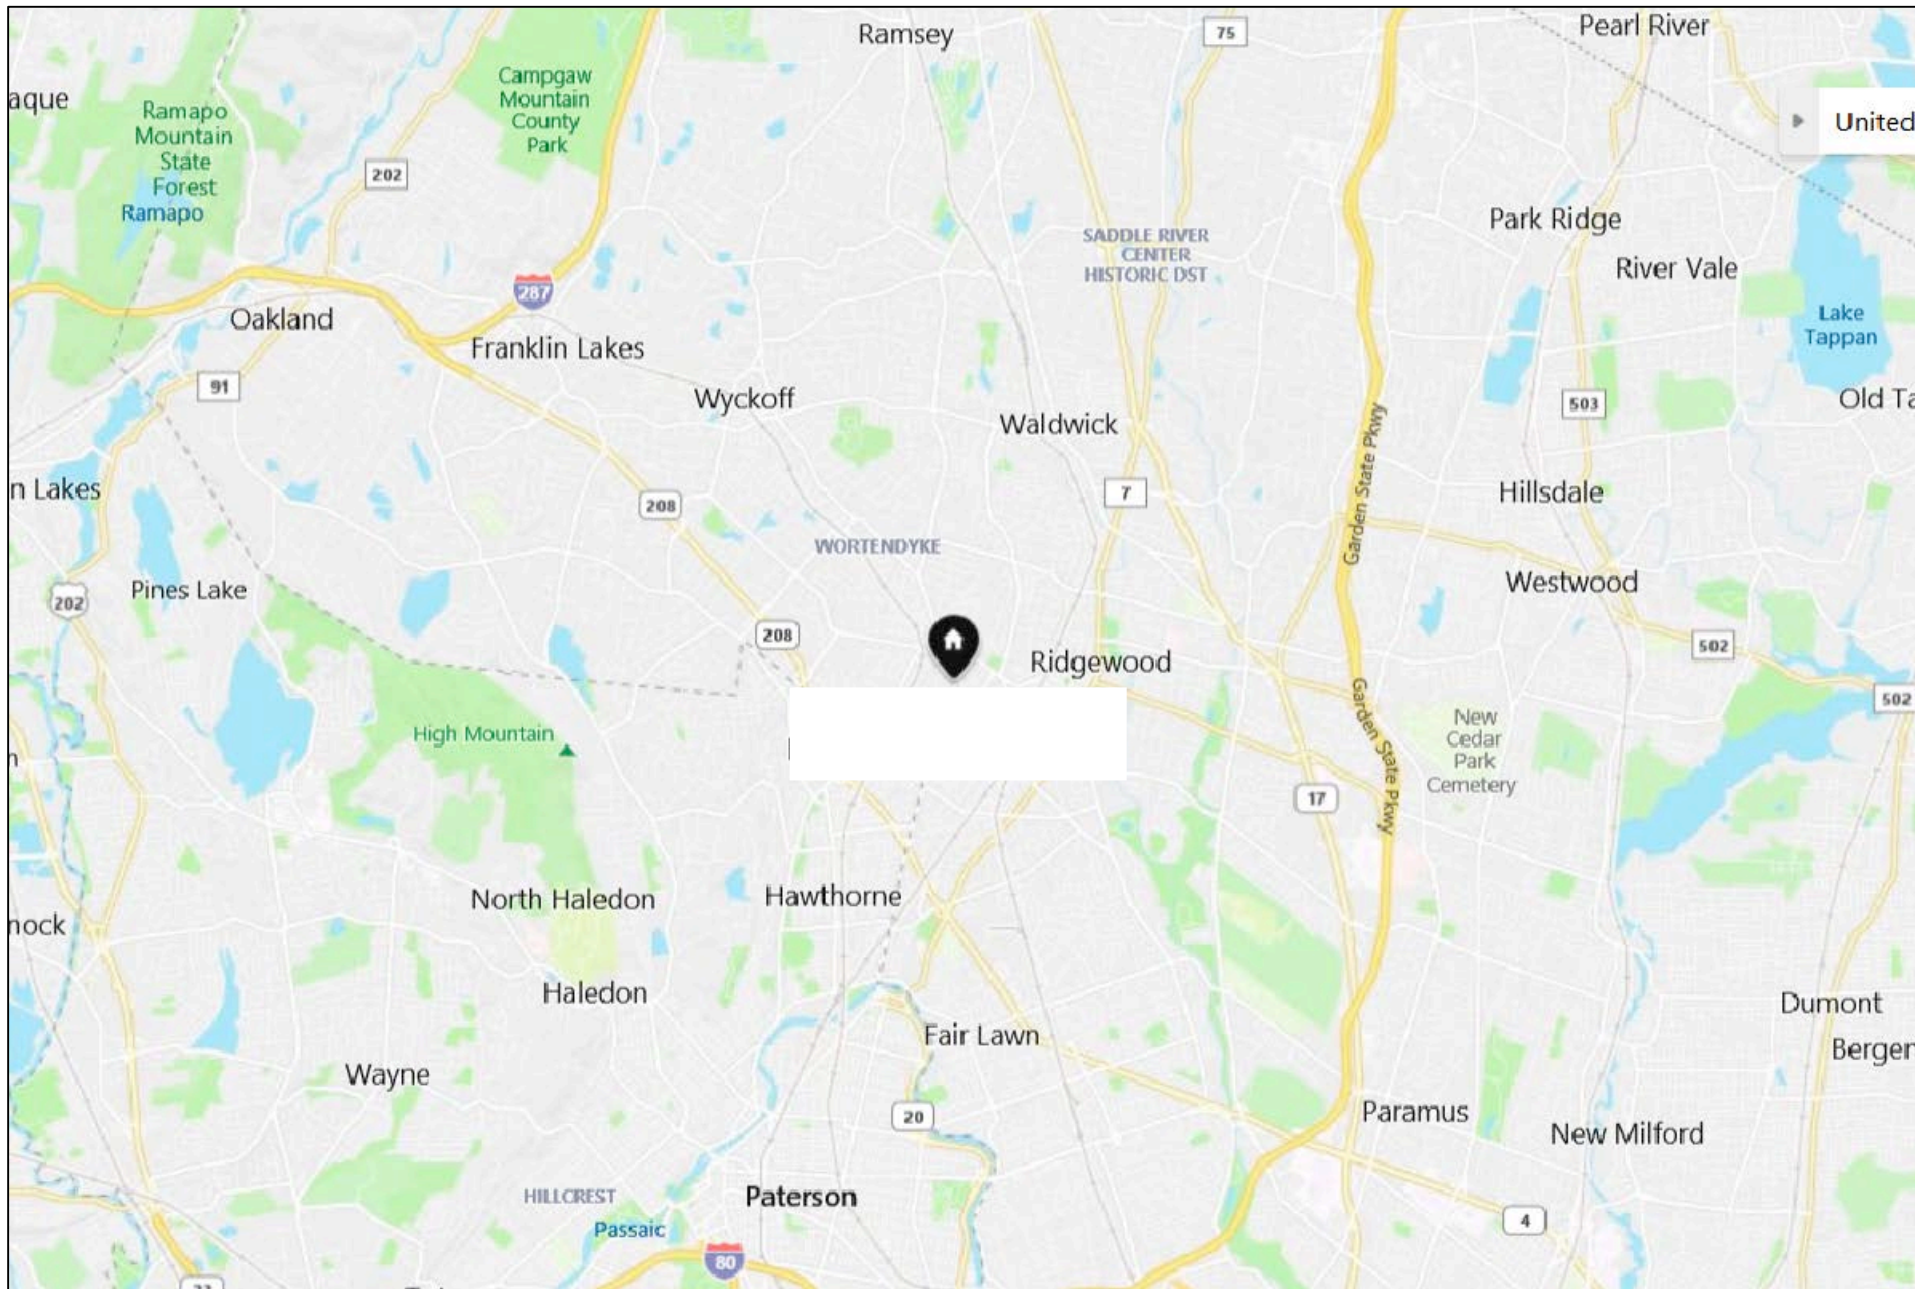 Ramsey
75
Pearl River
Campgaw
Mountain
County
Park
aque
Ramapo
Mountain
State
Forest
Ramapo
202
United
Park Ridge
SADDLE RIVER
CENTER
HISTORIC DST
River Vale
287
Oakland
Franklin Lakes
Lake
Tappan
91
Wyckoff
Waldwick
503
Old Ta
Garden State Pkwy
n Lakes
208
7
Hillsdale
WORTENDYKE
Pines Lake
202
Westwood
208
Ridgewood
502
502
High Mountain
Garden State Pkwy
New
Cedar
Park
Cemetery
n
17
North Haledon
Hawthorne
nock
Haledon
Dumont
Fair Lawn
Bergen
Wayne
20
Paramus
New Milford
HILLCREST
Paterson
Passaic
4
80